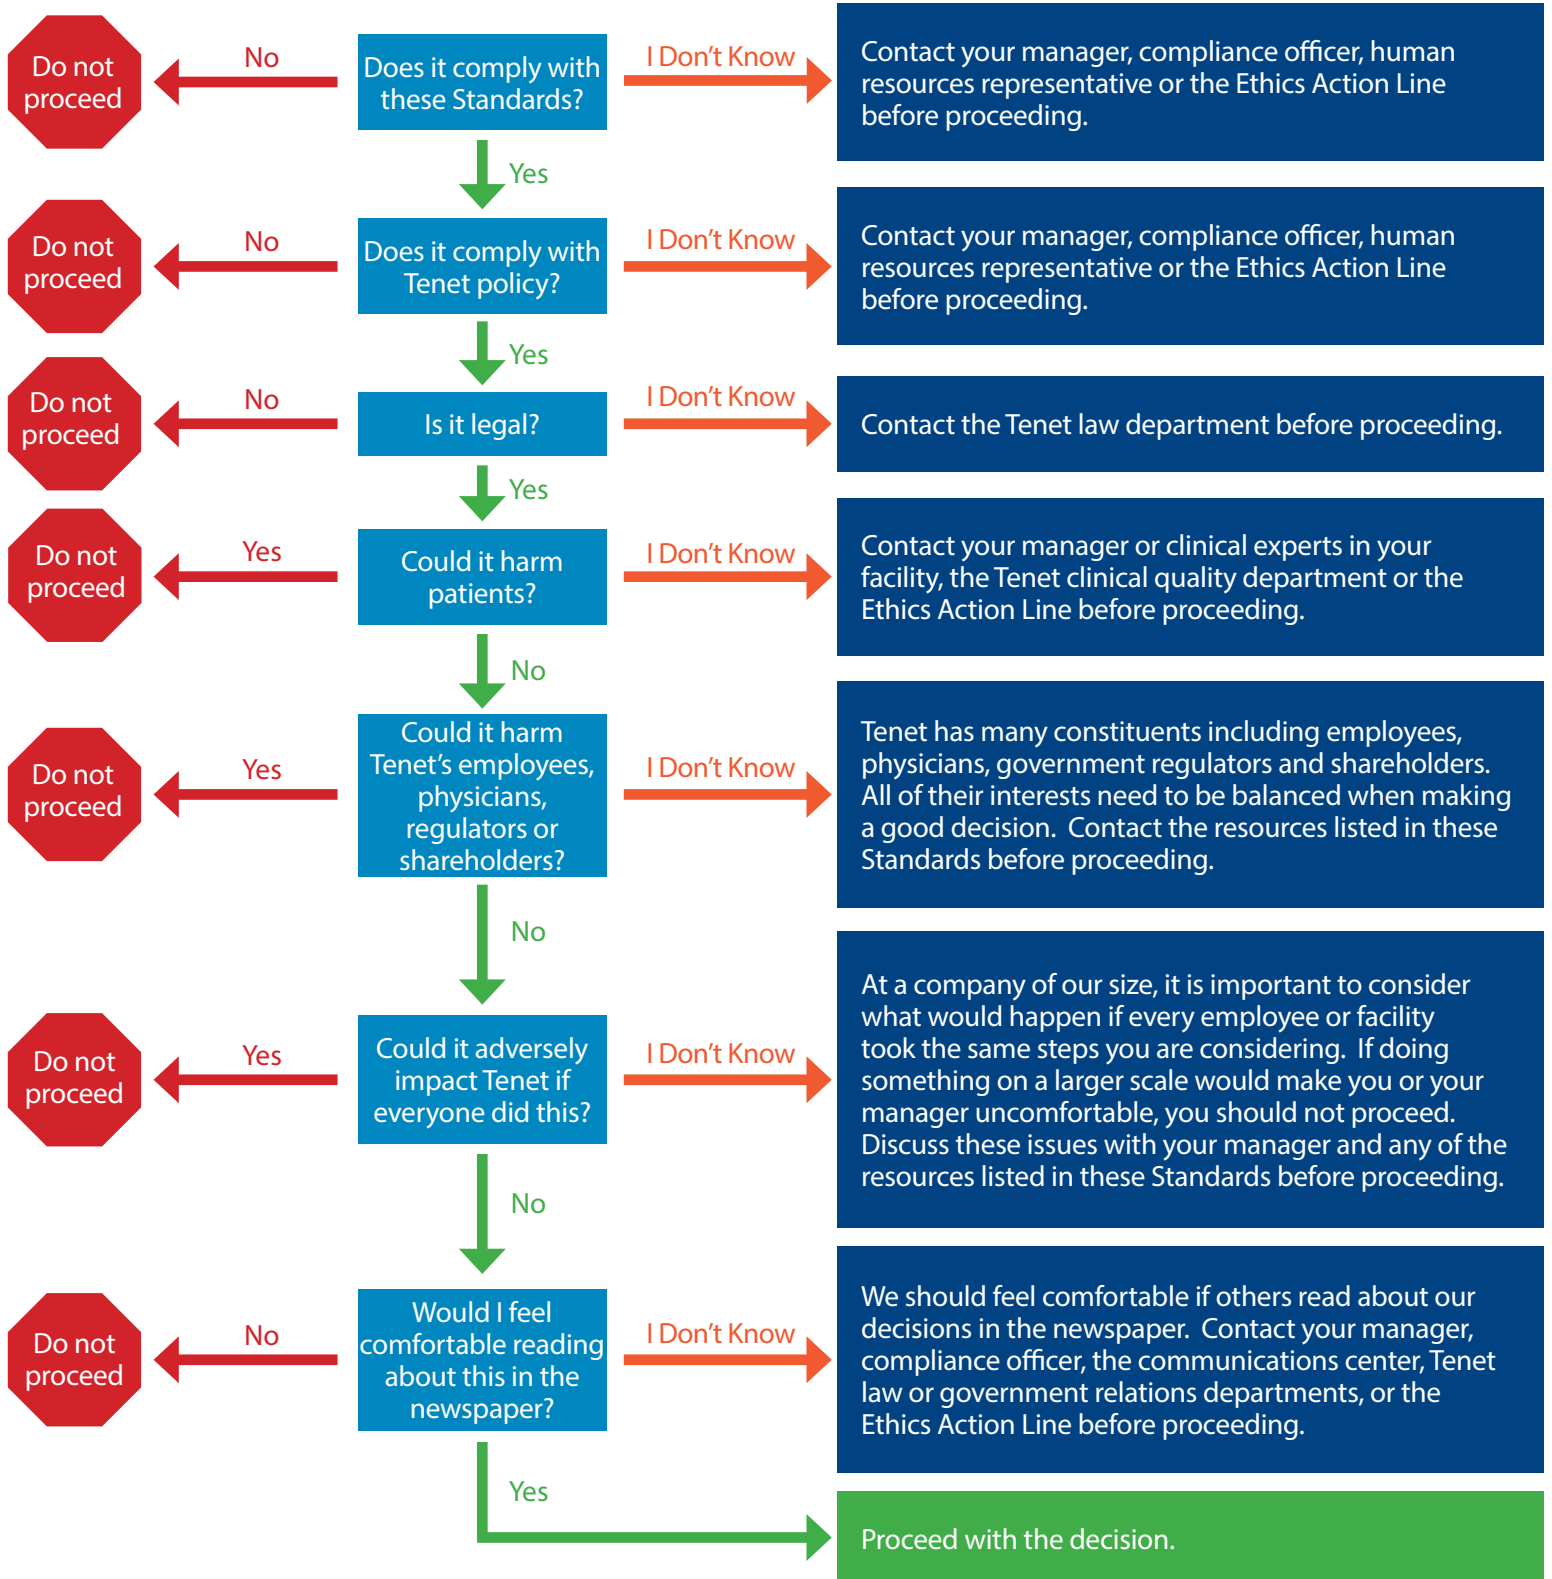 Do not
proceed
No
Does it comply with
these Standards?
I Don't Know
Contact your manager, compliance officer, human
resources representative or the Ethics Action Line
before proceeding.
Yes
Do not
proceed
No
Does it comply with
Tenet policy?
I Don't Know
Contact your manager, compliance officer, human
resources representative or the Ethics Action Line
before proceeding.
Yes
Do not
proceed
No
Is it legal?
I Don't Know
Contact the Tenet law department before proceeding.
Yes
Do not
proceed
Yes
Could it harm
patients?
I Don't Know
Contact your manager or clinical experts in your
facility, the Tenet clinical quality department or the
Ethics Action Line before proceeding.
No
Do not
proceed
Yes
Could it harm
Tenet's employees,
physicians,
regulators or
shareholders?
I Don't Know
Tenet has many constituents including employees,
physicians, government regulators and shareholders.
All of their interests need to be balanced when making
a good decision.  Contact the resources listed in these
Standards before proceeding.
No
Do not
proceed
Yes
Could it adversely
impact Tenet if
everyone did this?
I Don't Know
At a company of our size, it is important to consider
what would happen if every employee or facility
took the same steps you are considering.  If doing
something on a larger scale would make you or your
manager uncomfortable, you should not proceed.
Discuss these issues with your manager and any of the
resources listed in these Standards before proceeding.
No
Do not
proceed
No
Would I feel
comfortable reading
about this in the
newspaper?
I Don't Know
We should feel comfortable if others read about our
decisions in the newspaper.  Contact your manager,
compliance officer, the communications center, Tenet
law or government relations departments, or the
Ethics Action Line before proceeding.
Yes
Proceed with the decision.